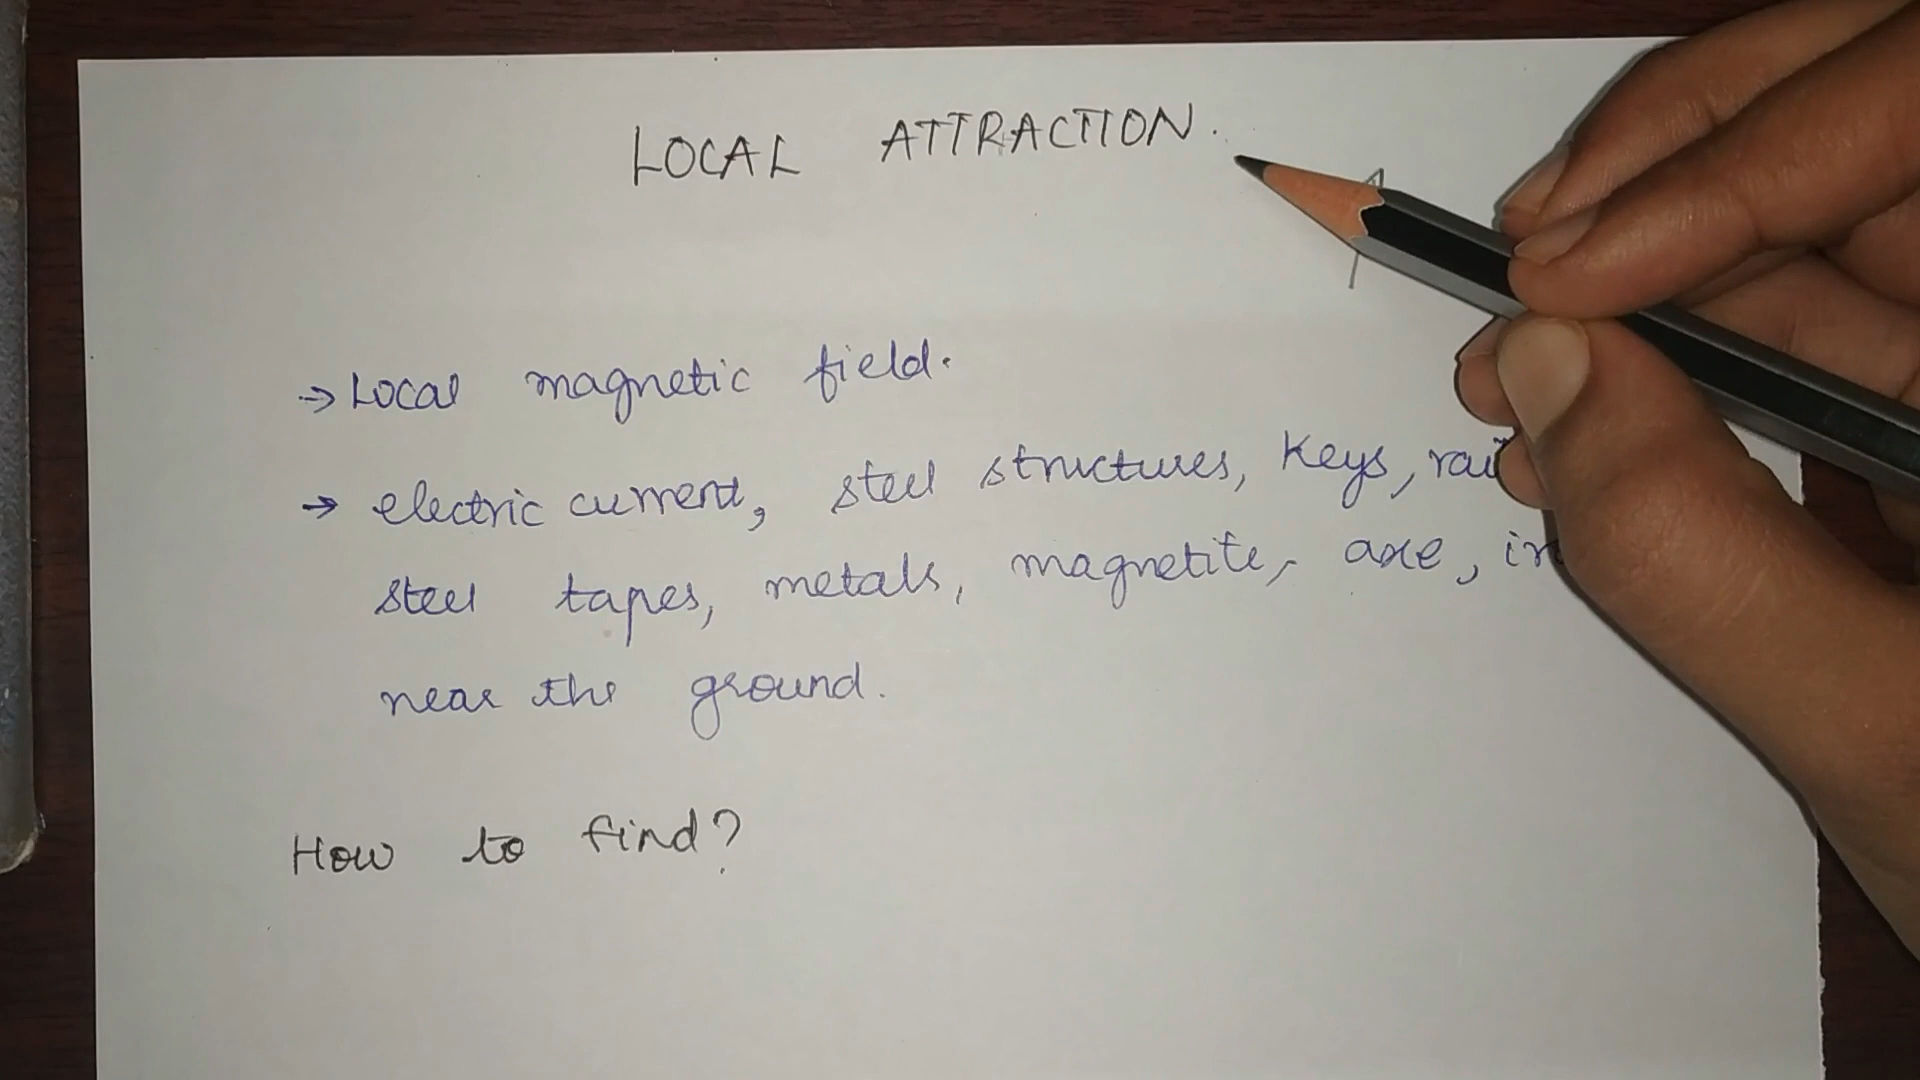 LOCAL ATTRACTION.
→ Local magnetic field.
→ electric current, steel structures, Keys,
steel tapes, metals, magnetite, axe,
near the ground.
How to find?